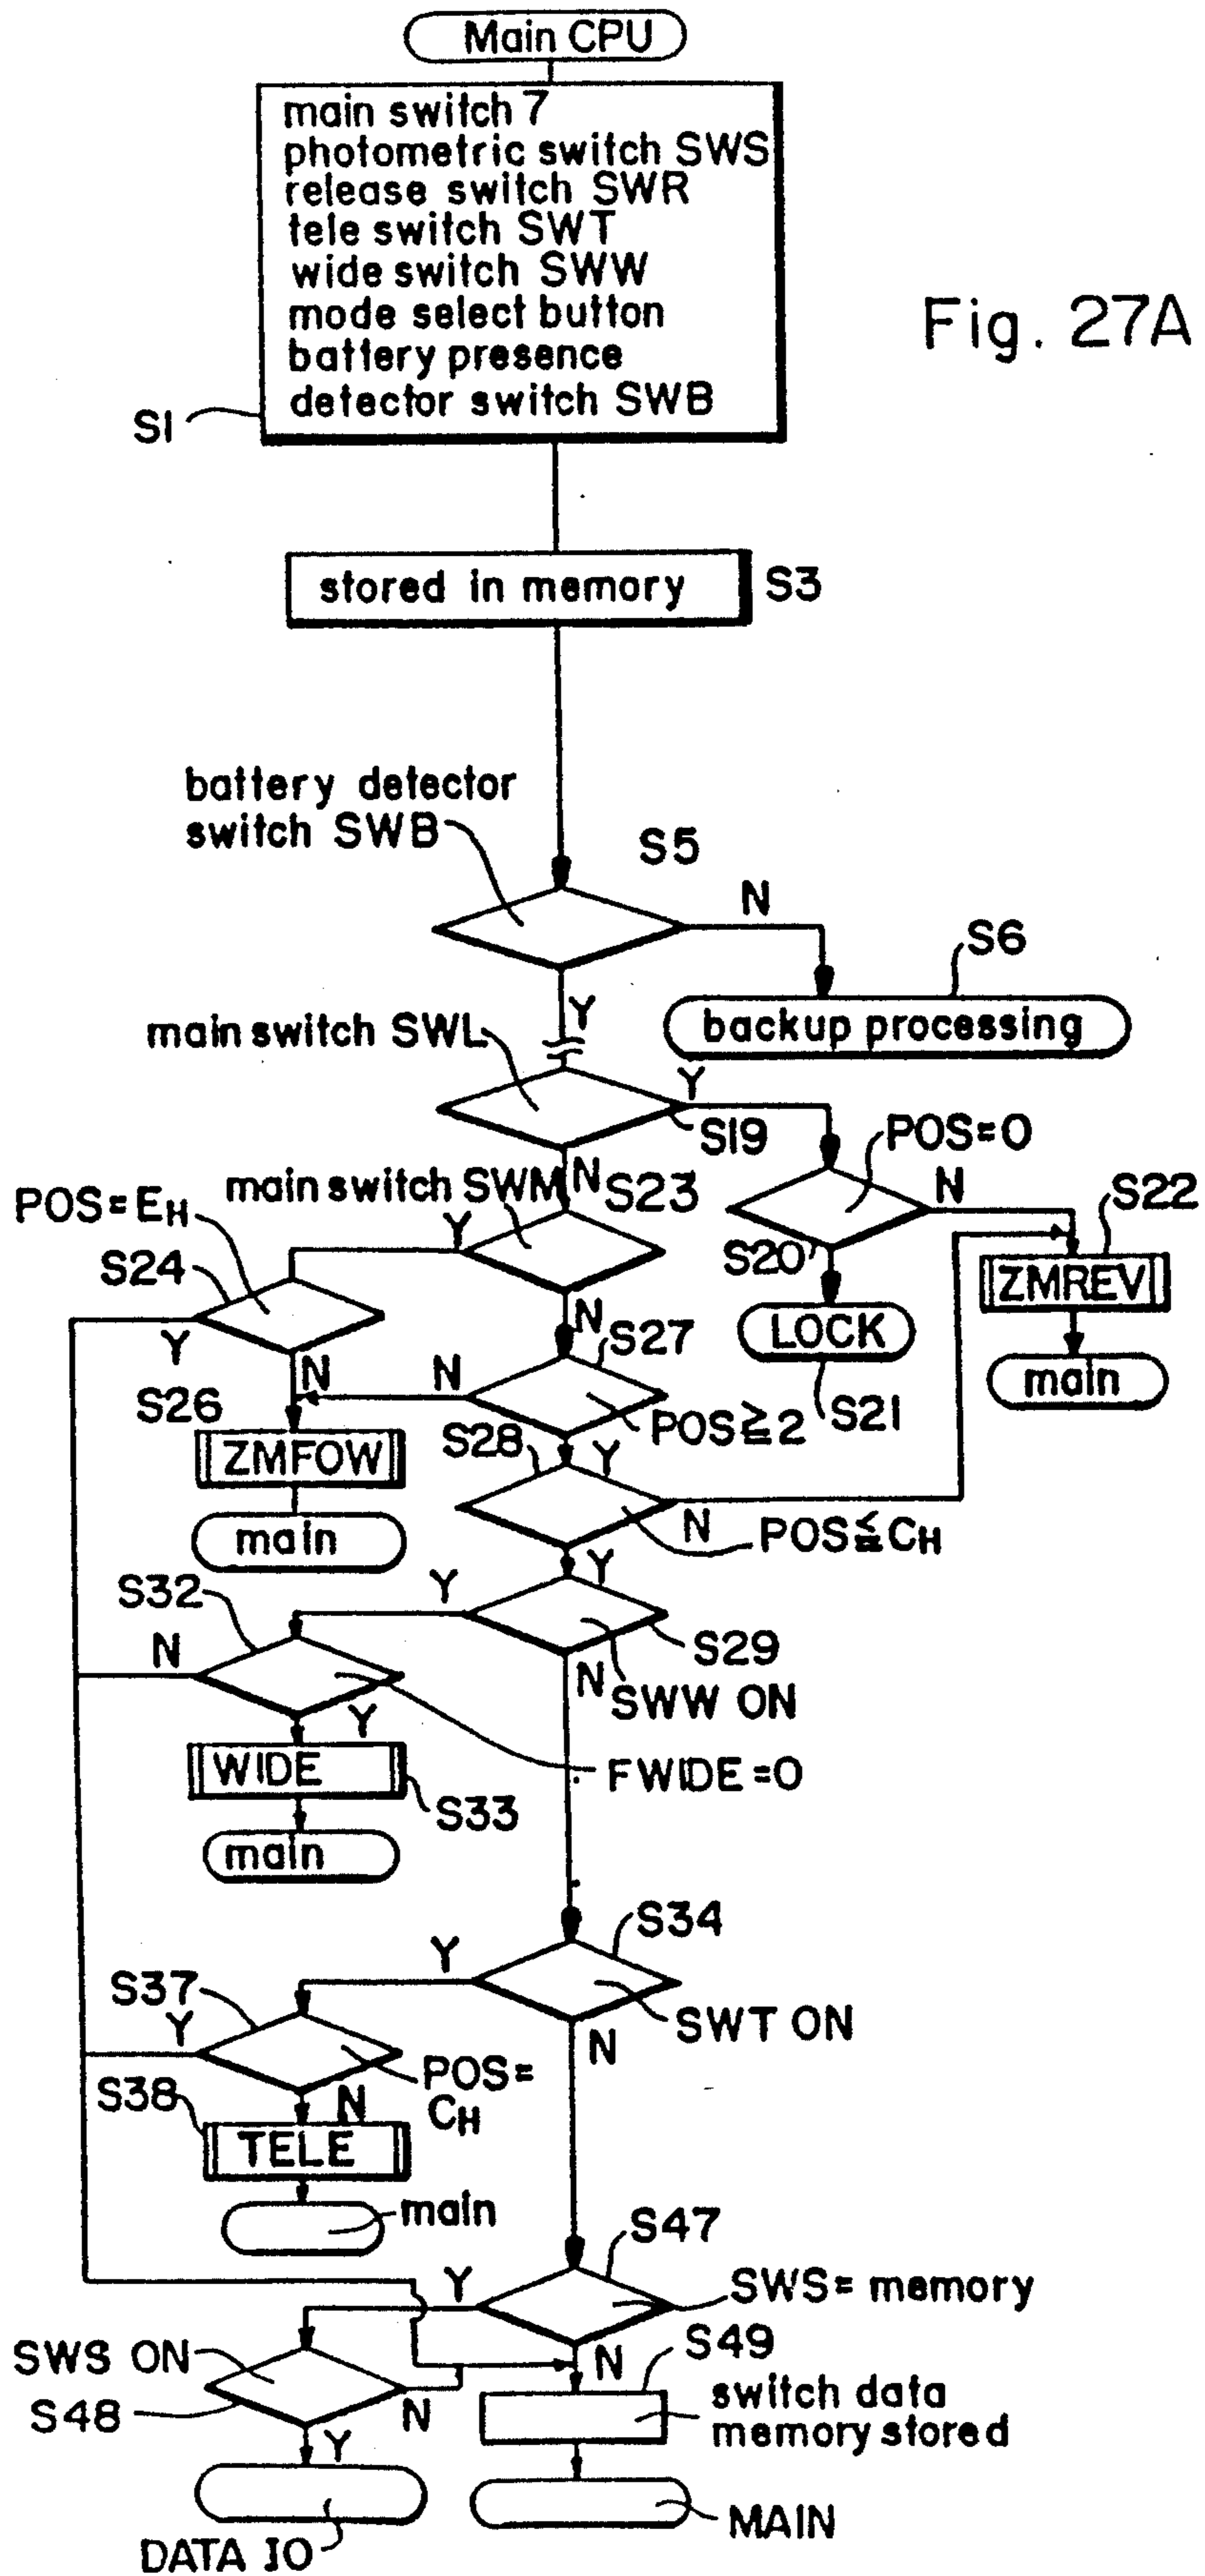 Main CPU
main switch 7
photometric switch SWS
release switch SWR
tele switch SWT
wide switch SWW
mode select button
battery presence
detector switch SWB
S1
Fig. 27A
stored in memory
S3
battery detector
switch SWB
S5
N
S6
Y
backup processing
main switch SWL
Y
S19
POS=0
N
main switch SWM
S23
N
S22
POS=EH
Y
S24
S20
ZMREV
N
LOCK
S27
Y
N
N
main
S26
POS≧2
S21
S28
Y
ZMFOW
N
POS≦CH
main
Y
S32
Y
N
S29
N
SWW ON
Y
WIDE
FWIDE=0
S33
main
S34
Y
S37
Y
SWT ON
N
POS=
CH
S38
N
TELE
main
S47
Y
SWS= memory
SWS ON
N
S49
S48
N
switch data
memory stored
Y
MAIN
DATA IO